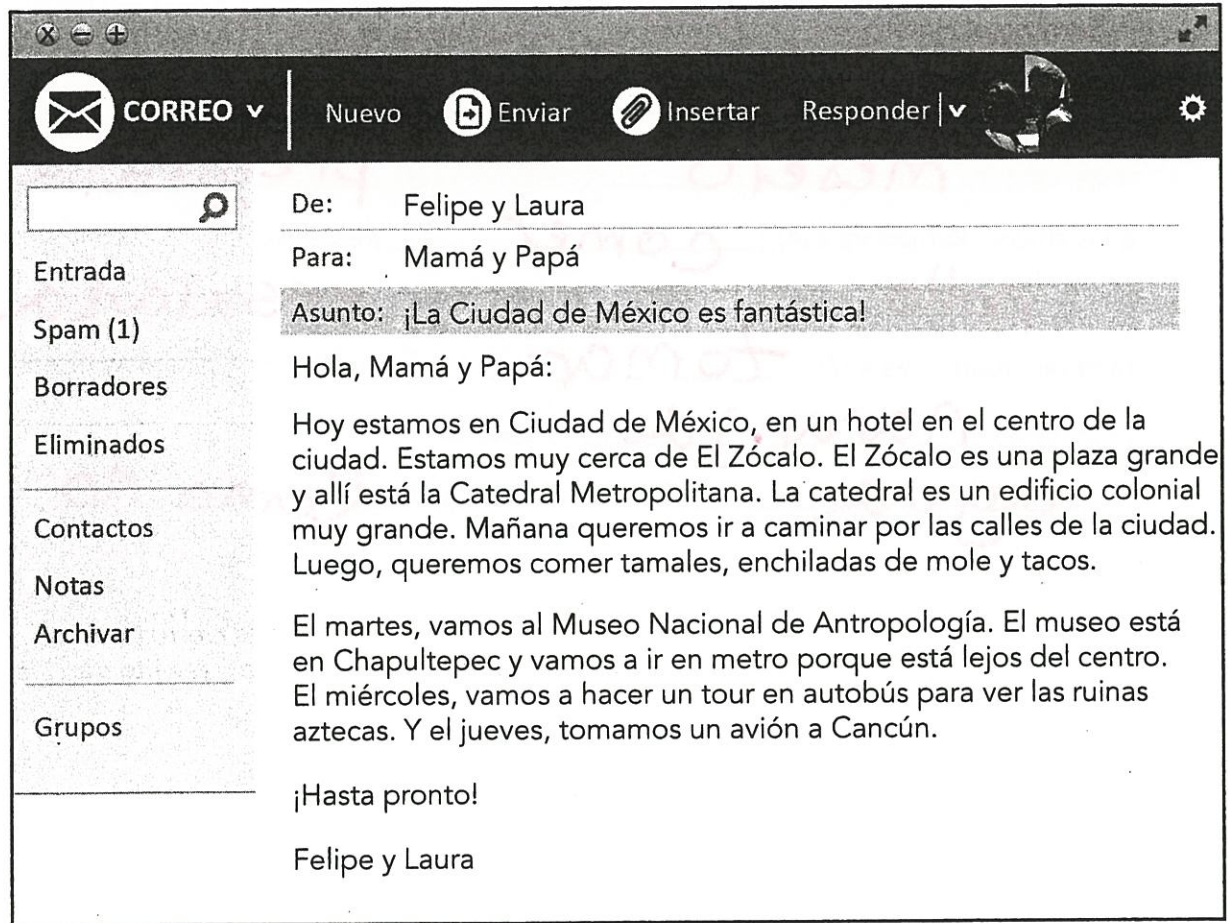 CORREO
Nuevo
Enviar
Insertar
Responder
De: Felipe y Laura
Para: Mamá y Papá
Asunto: ¡La Ciudad de México es fantástica!
Entrada
Spam (1)
Borradores
Eliminados
Contactos
Notas
Archivar
Grupos
Hola, Mamá y Papá:
Hoy estamos en Ciudad de México, en un hotel en el centro de la
ciudad. Estamos muy cerca de El Zócalo. El Zócalo es una plaza grande
y allí está la Catedral Metropolitana. La catedral es un edificio colonial
muy grande. Mañana queremos ir a caminar por las calles de la ciudad.
Luego, queremos comer tamales, enchiladas de mole y tacos.
El martes, vamos al Museo Nacional de Antropología. El museo está
en Chapultepec y vamos a ir en metro porque está lejos del centro.
El miércoles, vamos a hacer un tour en autobús para ver las ruinas
aztecas. Y el jueves, tomamos un avión a Cancún.
¡Hasta pronto!
Felipe y Laura